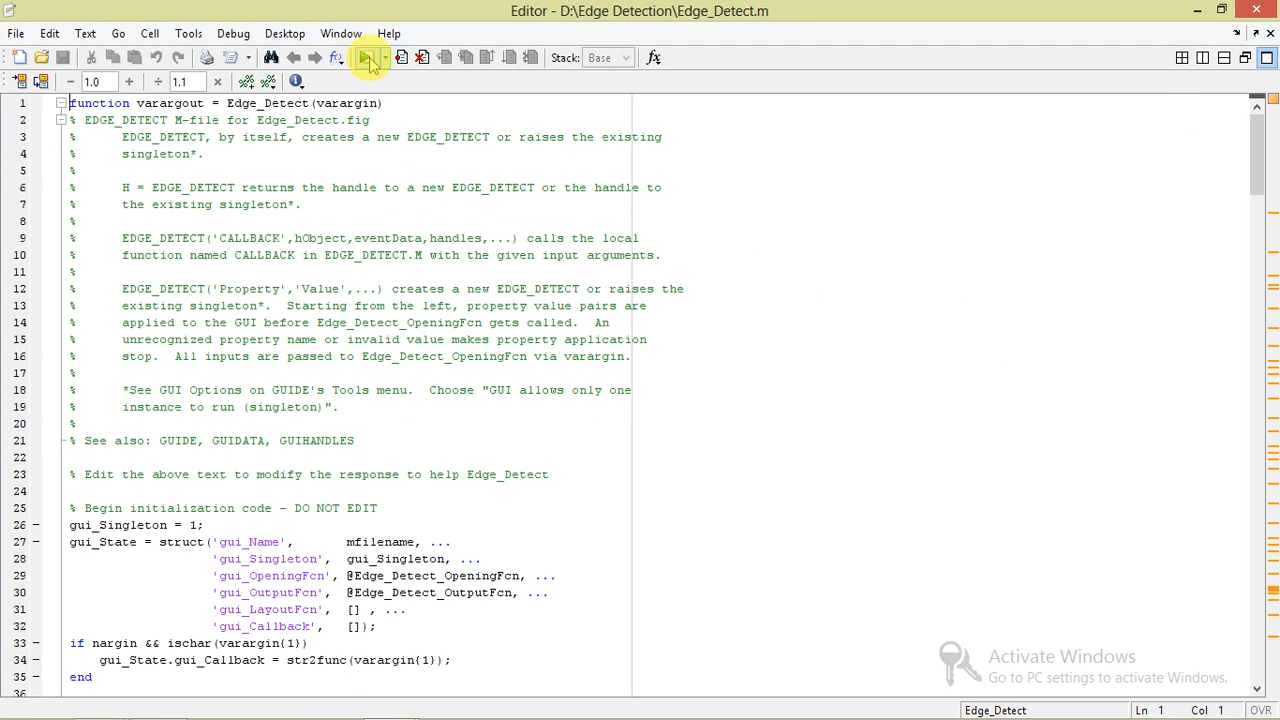 Editor - D:\Edge Detection\Edge_Detect.m
File Edit Text Go Cell Tools Debug Desktop Window Help
Stack: Base fx
1.0 1.1
1 function varargout = Edge_Detect(varargin)
2 % EDGE_DETECT M-file for Edge_Detect.fig
3 %      EDGE_DETECT, by itself, creates a new EDGE_DETECT or raises the existing
4 %      singleton*.
5 %
6 %      H = EDGE_DETECT returns the handle to a new EDGE_DETECT or the handle to
7 %      the existing singleton*.
8 %
9 %      EDGE_DETECT('CALLBACK',hObject,eventData,handles,...) calls the local
10 %      function named CALLBACK in EDGE_DETECT.M with the given input arguments.
11 %
12 %      EDGE_DETECT('Property','Value',...) creates a new EDGE_DETECT or raises the
13 %      existing singleton*.  Starting from the left, property value pairs are
14 %      applied to the GUI before Edge_Detect_OpeningFcn gets called.  An
15 %      unrecognized property name or invalid value makes property application
16 %      stop.  All inputs are passed to Edge_Detect_OpeningFcn via varargin.
17 %
18 %      *See GUI Options on GUIDE's Tools menu.  Choose "GUI allows only one
19 %      instance to run (singleton)".
20 %
21 % See also: GUIDE, GUIDATA, GUIHANDLES
22
23 % Edit the above text to modify the response to help Edge_Detect
24
25 % Begin initialization code - DO NOT EDIT
26 gui_Singleton = 1;
27 gui_State = struct('gui_Name',       mfilename, ...
28                    'gui_Singleton',  gui_Singleton, ...
29                    'gui_OpeningFcn', @Edge_Detect_OpeningFcn, ...
30                    'gui_OutputFcn',  @Edge_Detect_OutputFcn, ...
31                    'gui_LayoutFcn',  [] , ...
32                    'gui_Callback',   []);
33 if nargin && ischar(varargin{1})
34     gui_State.gui_Callback = str2func(varargin{1});
35 end
36
Activate Windows
Go to PC settings to activate Windows.
Edge_Detect Ln 1 Col 1 OVR